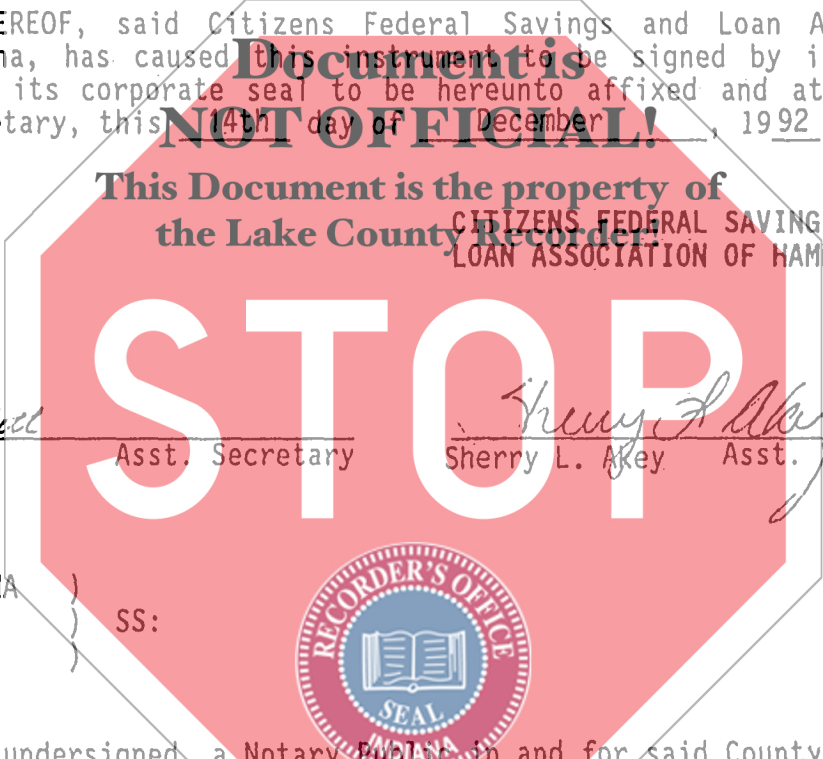 EREOF, said Citizens Federal Savings and Loan A
na, has caused this instrument to be signed by i
its corporate seal to be hereunto affixed and at
tary, this 14th day of December, 1992
Document is
NOT OFFICIAL!
This Document is the property of
the Lake County Recorder!
CITIZENS FEDERAL SAVING
LOAN ASSOCIATION OF HAM
STOP
Sherry L Akey
Asst. Secretary Sherry L. Akey Asst.
A )
) SS:
)
RECORDER'S OFFICE
SEAL
INDIANA
undersigned, a Notary Public in and for said County